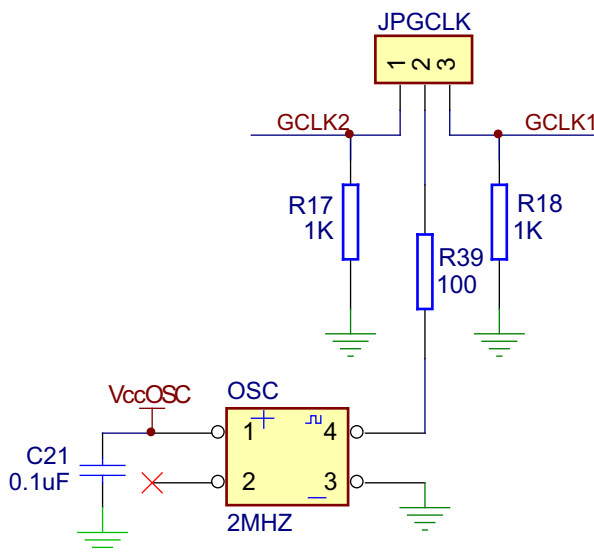 JPGCLK
1 2 3
GCLK2 GCLK1
R17
1K
R18
1K
R39
100
VccOSC
OSC
1 4
C21
0.1uF
2 3
2MHZ